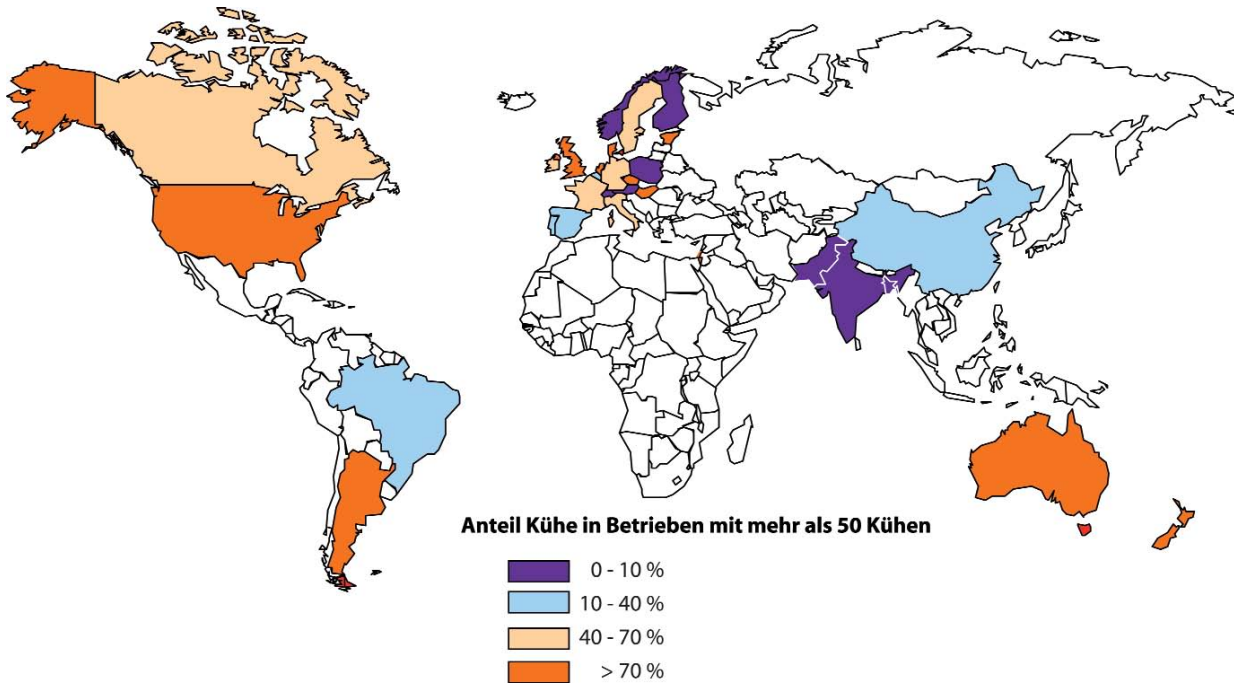 Anteil Kühe in Betrieben mit mehr als 50 Kühen
0 - 10 %
10 - 40 %
40 - 70 %
> 70 %